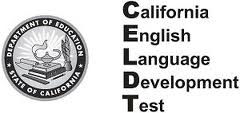 DEPARTMENT OF EDUCATION
STATE OF CALIFORNIA
California
English
Language
Development
Test